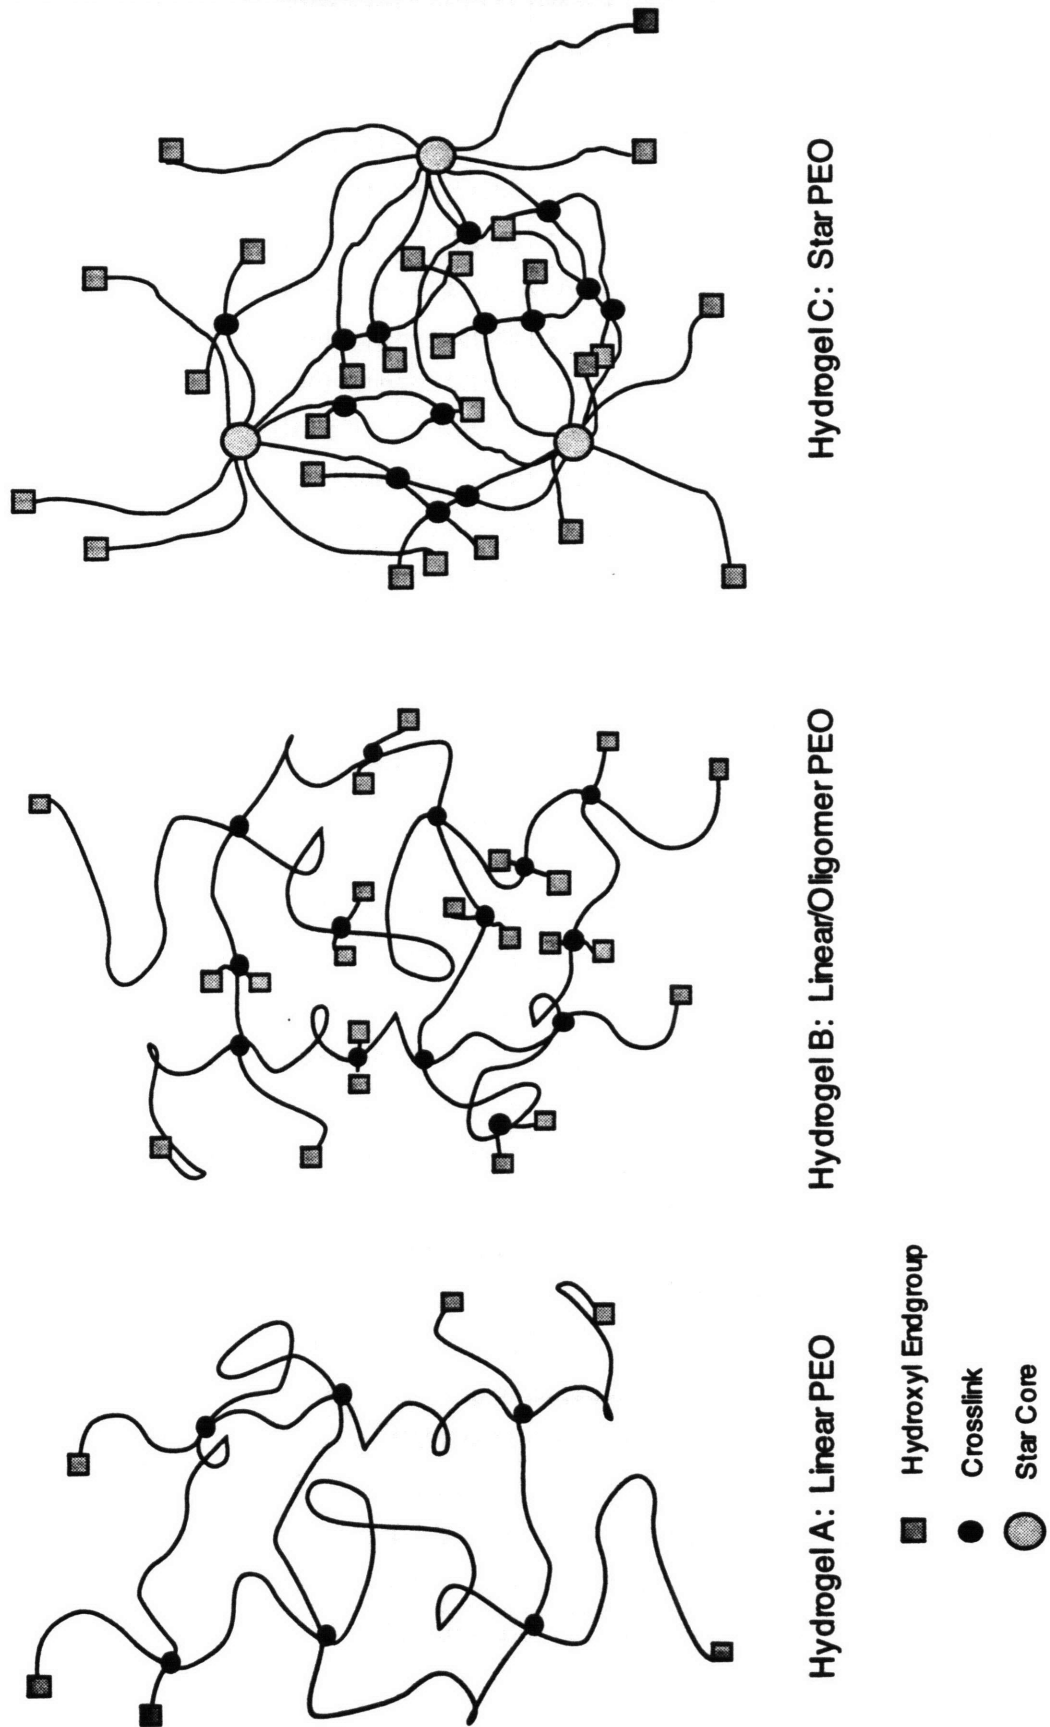 Hydrogel A: Linear PEO
Hydrogel B: Linear/Oligomer PEO
Hydrogel C: Star PEO
Hydroxyl Endgroup
Crosslink
Star Core